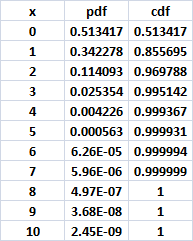 x pdf cdf
0 0.513417 0.513417
1 0.342278 0.855695
2 0.114093 0.969788
3 0.025354 0.995142
4 0.004226 0.999367
5 0.000563 0.999931
6 6.26E-05 0.999994
7 5.96E-06 0.999999
8 4.97E-07 1
9 3.68E-08 1
10 2.45E-09 1